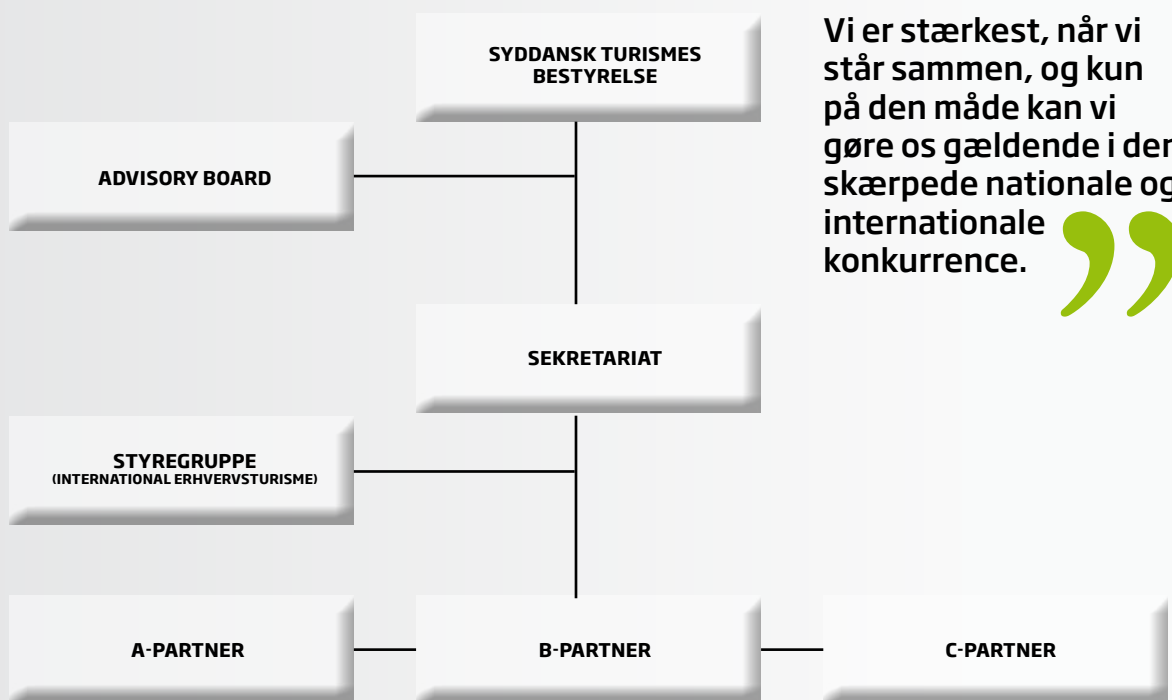 SYDDANSK TURISMES
BESTYRELSE
Vi er stærkest, når vi
står sammen, og kun
på den måde kan vi
gøre os gældende i den
skærpede nationale og
internationale
konkurrence.
”
ADVISORY BOARD
SEKRETARIAT
STYREGRUPPE
(INTERNATIONAL ERHVERVSTURISME)
A-PARTNER
B-PARTNER
C-PARTNER